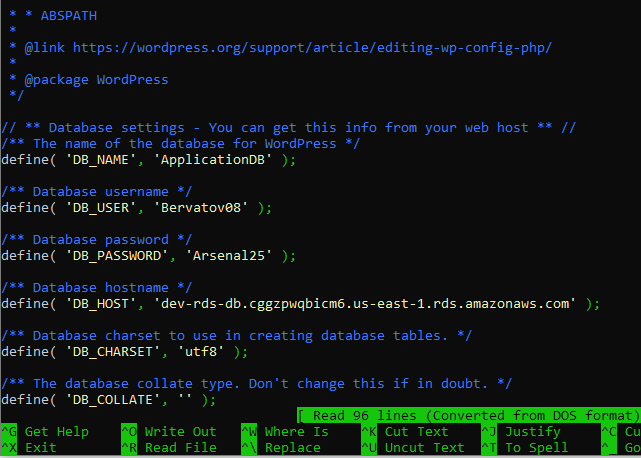 * * ABSPATH
 *
 * @link https://wordpress.org/support/article/editing-wp-config-php/
 *
 * @package WordPress
 */
// ** Database settings - You can get this info from your web host ** //
/** The name of the database for WordPress */
define( 'DB_NAME', 'ApplicationDB' );
/** Database username */
define( 'DB_USER', 'Bervatov08' );
/** Database password */
define( 'DB_PASSWORD', 'Arsenal25' );
/** Database hostname */
define( 'DB_HOST', 'dev-rds-db.cggzpwqbicm6.us-east-1.rds.amazonaws.com' );
/** Database charset to use in creating database tables. */
define( 'DB_CHARSET', 'utf8' );
/** The database collate type. Don't change this if in doubt. */
define( 'DB_COLLATE', '' );
[ Read 96 lines (Converted from DOS format)
^G Get Help ^O Write Out ^W Where Is ^K Cut Text ^J Justify ^C Cu
^X Exit ^R Read File ^\ Replace ^U Uncut Text ^T To Spell ^_ Go